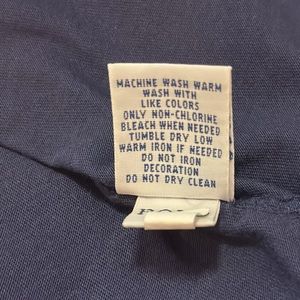 MACHINE WASH WARM
WASH WITH
LIKE COLORS
ONLY NON-CHLORINE
BLEACH WHEN NEEDED
TUMBLE DRY LOW
WARM IRON IF NEEDED
DO NOT IRON
DECORATION
DO NOT DRY CLEAN